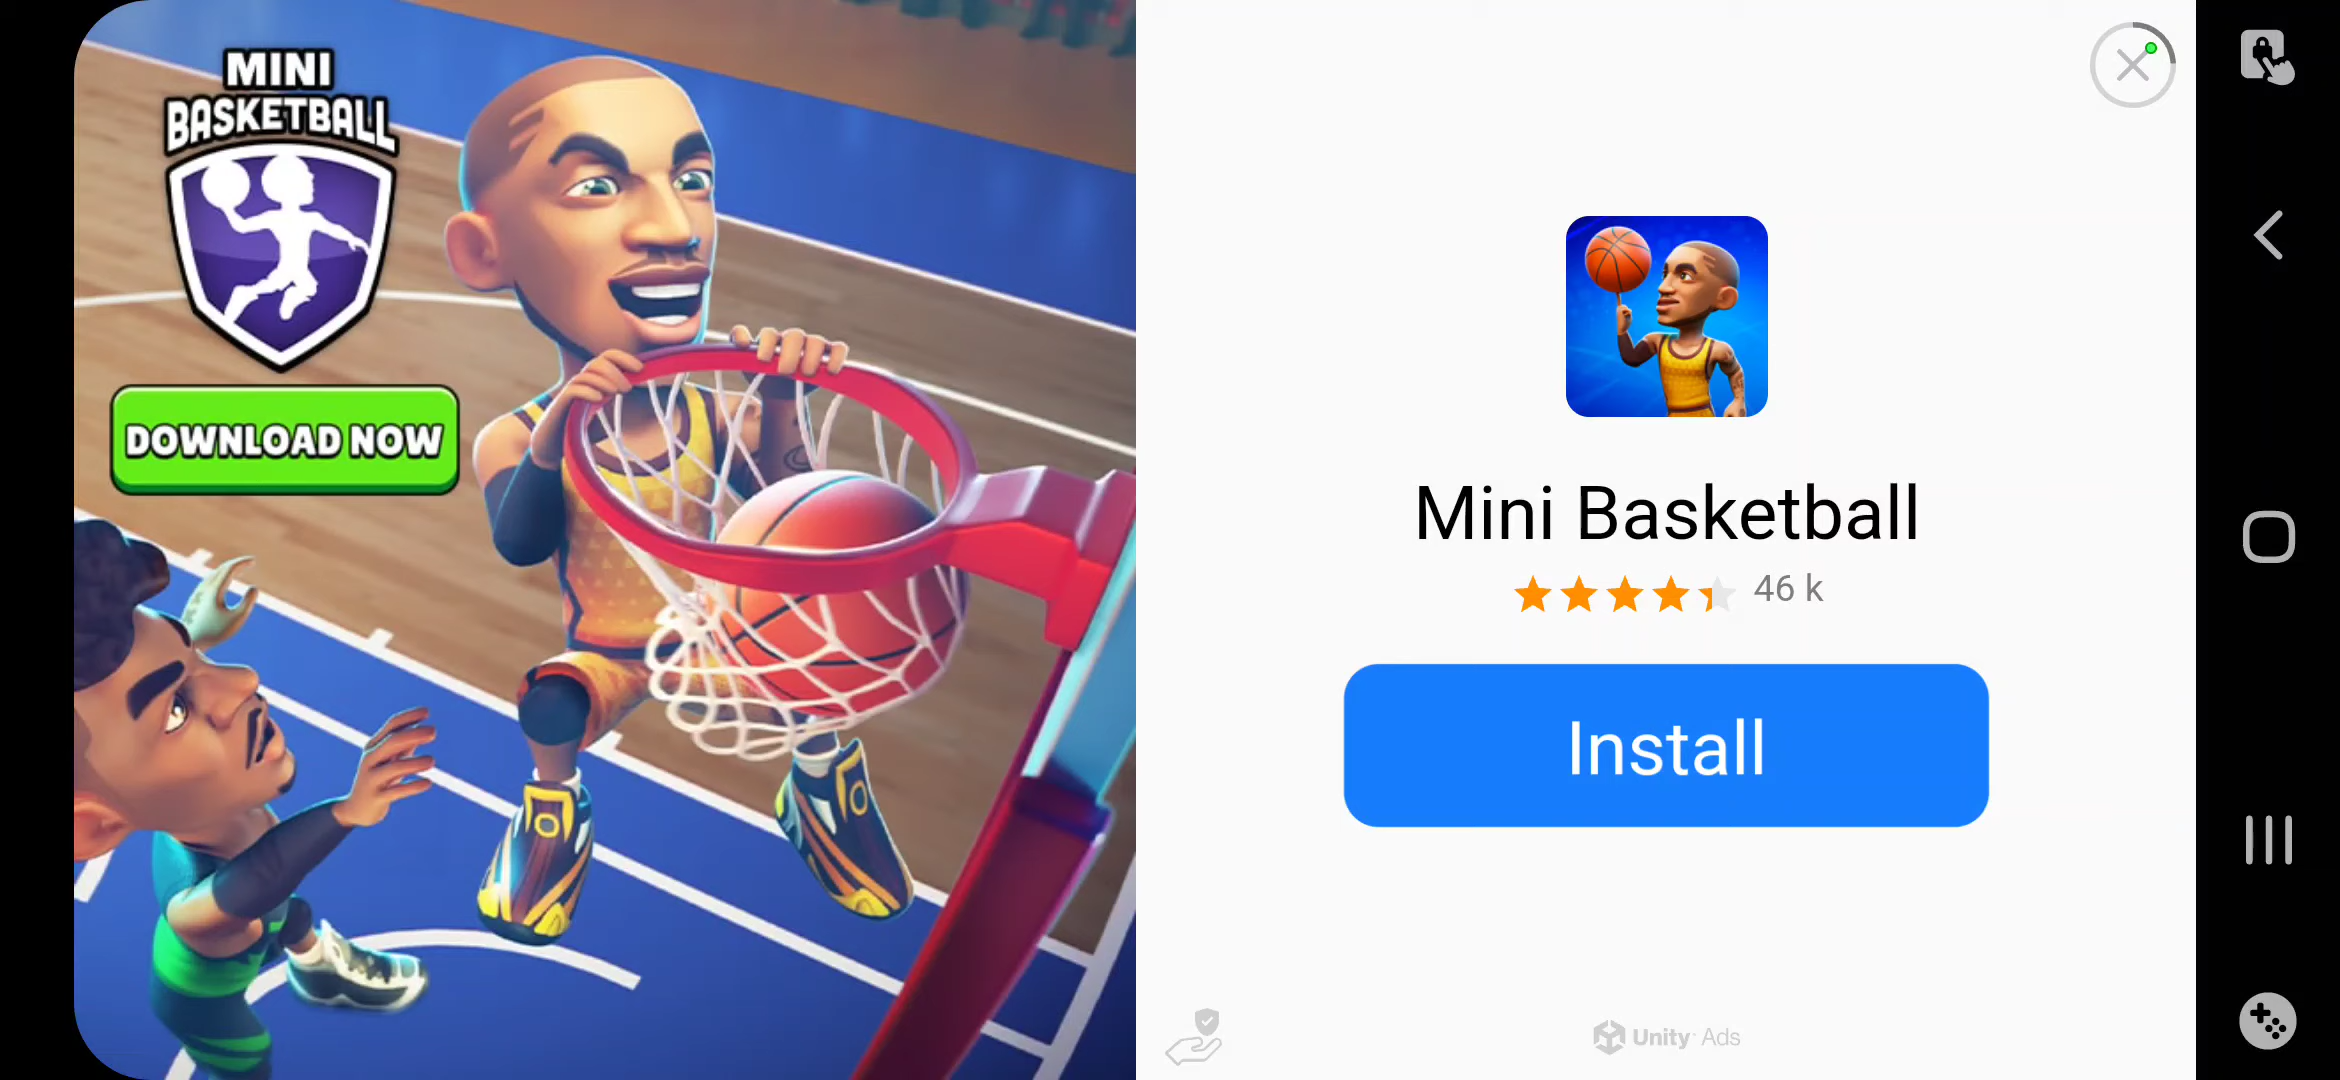 MINI
BASKETBALL
DOWNLOAD NOW
Mini Basketball
46 k
Install
Unity Ads